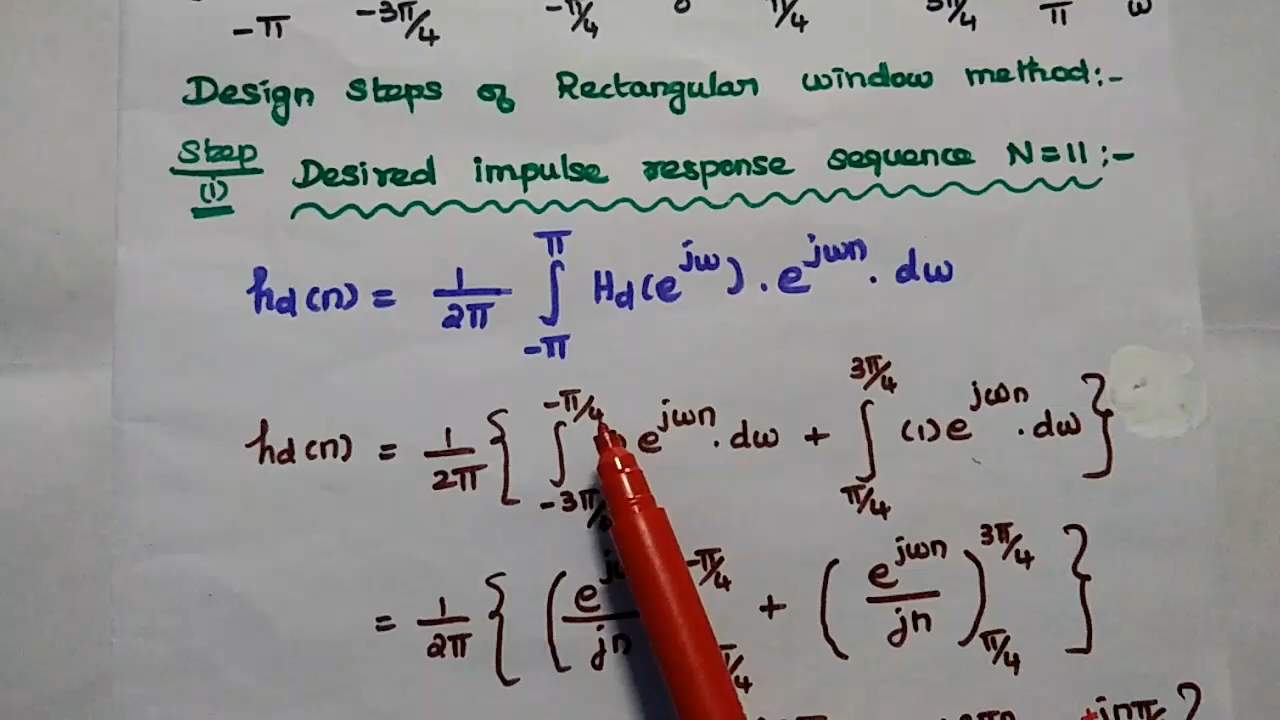 -π -3π/4 -π/4 0 π/4 3π/4 π ω
Design Steps of Rectangular window method:-
Step (1) Desired impulse response sequence N=11:-
hd(n) = 1/2π ∫_{-π}^{π} Hd(e^{jω}) . e^{jωn} . dω
hd(n) = 1/2π { ∫_{-3π/}^{-π/4} e^{jωn} . dω + ∫_{π/4}^{3π/4} (1) e^{jωn} . dω }
= 1/2π { ( e^{j} / jn ^{-π/4} _{π/4} + ( e^{jωn} / jn )_{π/4}^{3π/4} }